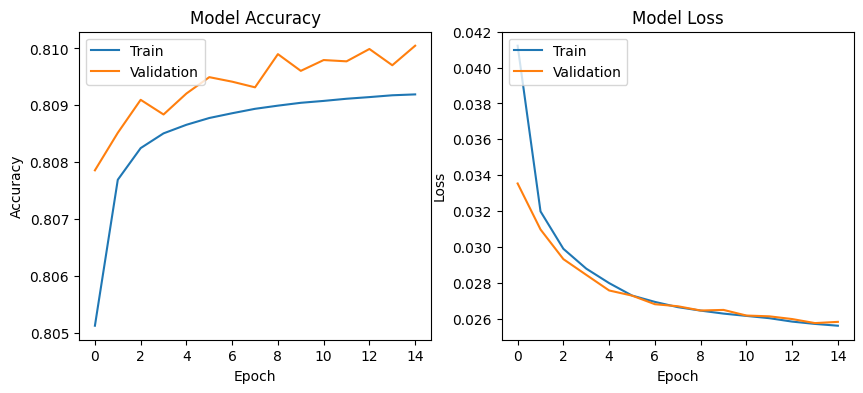 Model Accuracy
Train
Validation
0.810
0.809
0.808
0.807
0.806
0.805
Accuracy
0 2 4 6 8 10 12 14
Epoch
Model Loss
Train
Validation
0.042
0.040
0.038
0.036
0.034
0.032
0.030
0.028
0.026
Loss
0 2 4 6 8 10 12 14
Epoch